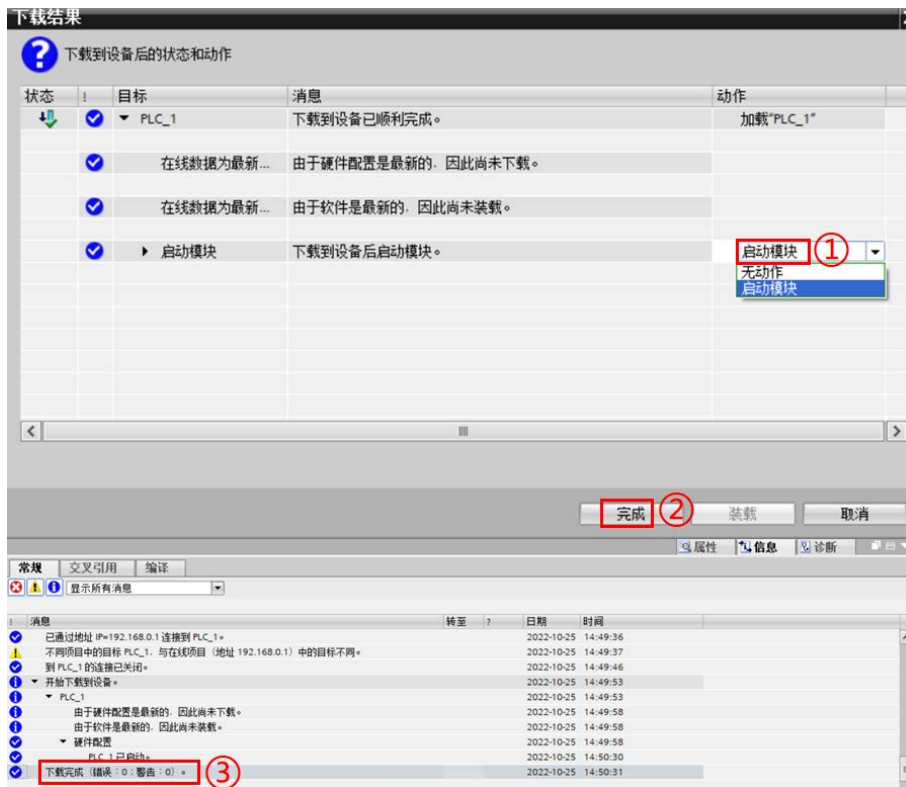 下载结果
下载到设备后的状态和动作
状态 ! 目标 消息 动作
PLC_1 下载到设备已顺利完成。 加载"PLC_1"
在线数据为最新... 由于硬件配置是最新的，因此尚未下载。
在线数据为最新... 由于软件是最新的，因此尚未装载。
启动模块 下载到设备后启动模块。 启动模块 ①
无动作
启动模块
完成 ② 装载 取消
属性 信息 诊断
常规 交叉引用 编译
显示所有消息
! 消息 转至 ? 日期 时间
已通过地址 IP=192.168.0.1 连接到 PLC_1。 2022-10-25 14:49:36
不同项目中的目标 PLC_1，与在线项目（地址 192.168.0.1）中的目标不同。 2022-10-25 14:49:37
到 PLC_1 的连接已关闭。 2022-10-25 14:49:46
开始下载到设备。 2022-10-25 14:49:53
PLC_1 2022-10-25 14:49:53
由于硬件配置是最新的，因此尚未下载。 2022-10-25 14:49:58
由于软件是最新的，因此尚未装载。 2022-10-25 14:49:58
硬件配置 2022-10-25 14:49:58
PLC_1 已启动。 2022-10-25 14:50:30
下载完成（错误：0；警告：0）。 ③ 2022-10-25 14:50:31